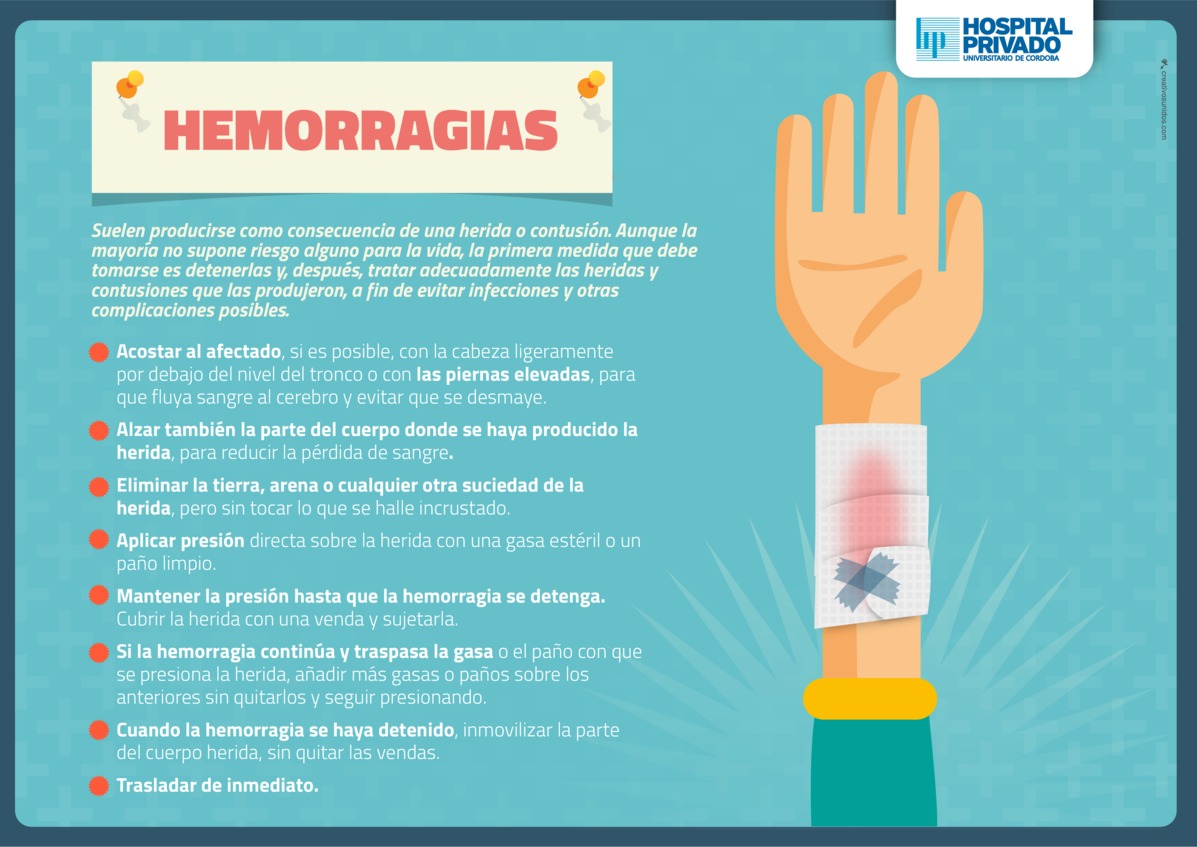 HOSPITAL
PRIVADO
UNIVERSITARIO DE CORDOBA
hp
creativosunidos.com
HEMORRAGIAS
Suelen producirse como consecuencia de una herida o contusión. Aunque la
mayoría no supone riesgo alguno para la vida, la primera medida que debe
tomarse es detenerlas y, después, tratar adecuadamente las heridas y
contusiones que las produjeron, a fin de evitar infecciones y otras
complicaciones posibles.
Acostar al afectado, si es posible, con la cabeza ligeramente
por debajo del nivel del tronco o con las piernas elevadas, para
que fluya sangre al cerebro y evitar que se desmaye.
Alzar también la parte del cuerpo donde se haya producido la
herida, para reducir la pérdida de sangre.
Eliminar la tierra, arena o cualquier otra suciedad de la
herida, pero sin tocar lo que se halle incrustado.
Aplicar presión directa sobre la herida con una gasa estéril o un
paño limpio.
Mantener la presión hasta que la hemorragia se detenga.
Cubrir la herida con una venda y sujetarla.
Si la hemorragia continúa y traspasa la gasa o el paño con que
se presiona la herida, añadir más gasas o paños sobre los
anteriores sin quitarlos y seguir presionando.
Cuando la hemorragia se haya detenido, inmovilizar la parte
del cuerpo herida, sin quitar las vendas.
Trasladar de inmediato.